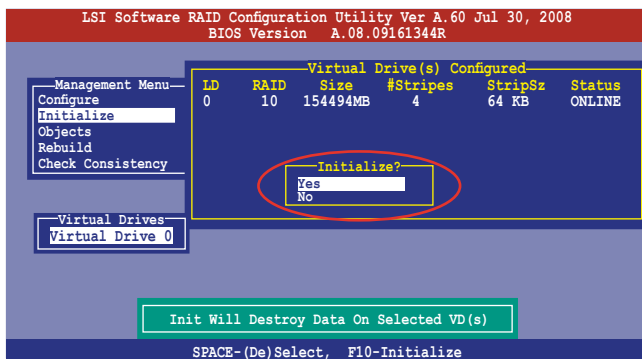 LSI Software RAID Configuration Utility Ver A.60 Jul 30, 2008
BIOS Version A.08.09161344R
Virtual Drive(s) Configured
LD RAID Size #Stripes StripSz Status
0 10 154494MB 4 64 KB ONLINE
Management Menu
Configure
Initialize
Objects
Rebuild
Check Consistency
Initialize?
Yes
No
Virtual Drives
Virtual Drive 0
Init Will Destroy Data On Selected VD(s)
SPACE-(De)Select, F10-Initialize